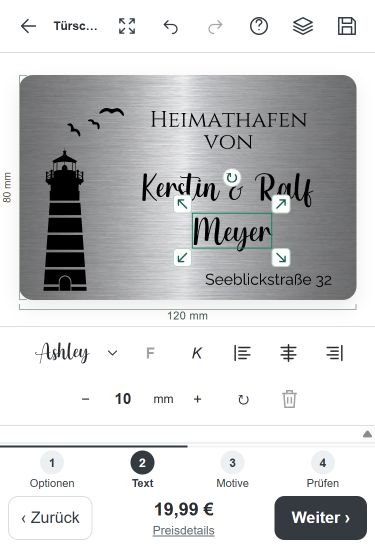 Türsc...
HEIMATHAFEN
VON
Kerstin & Ralf
Meyer
Seeblickstraße 32
80 mm
120 mm
Ashley
F
K
- 10 mm +
1
2
3
4
Optionen
Text
Motive
Prüfen
‹ Zurück
19,99 €
Preisdetails
Weiter ›